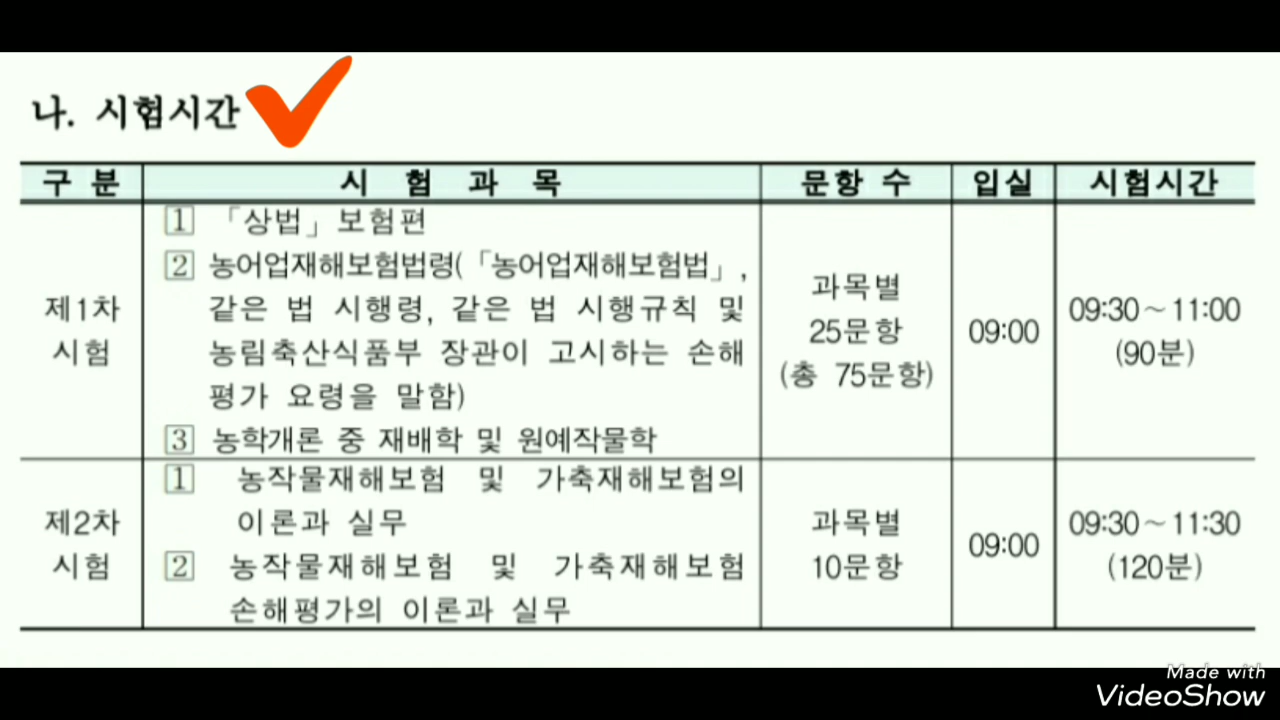 나. 시험시간
구 분 시 험 과 목 문항 수 입실 시험시간
제1차 시험
1 「상법」보험편
2 농어업재해보험법령(「농어업재해보험법」,
같은 법 시행령, 같은 법 시행규칙 및
농림축산식품부 장관이 고시하는 손해
평가 요령을 말함)
3 농학개론 중 재배학 및 원예작물학
과목별
25문항
(총 75문항)
09:00
09:30～11:00
(90분)
제2차 시험
1 농작물재해보험 및 가축재해보험의
이론과 실무
2 농작물재해보험 및 가축재해보험
손해평가의 이론과 실무
과목별
10문항
09:00
09:30～11:30
(120분)
Made with
VideoShow